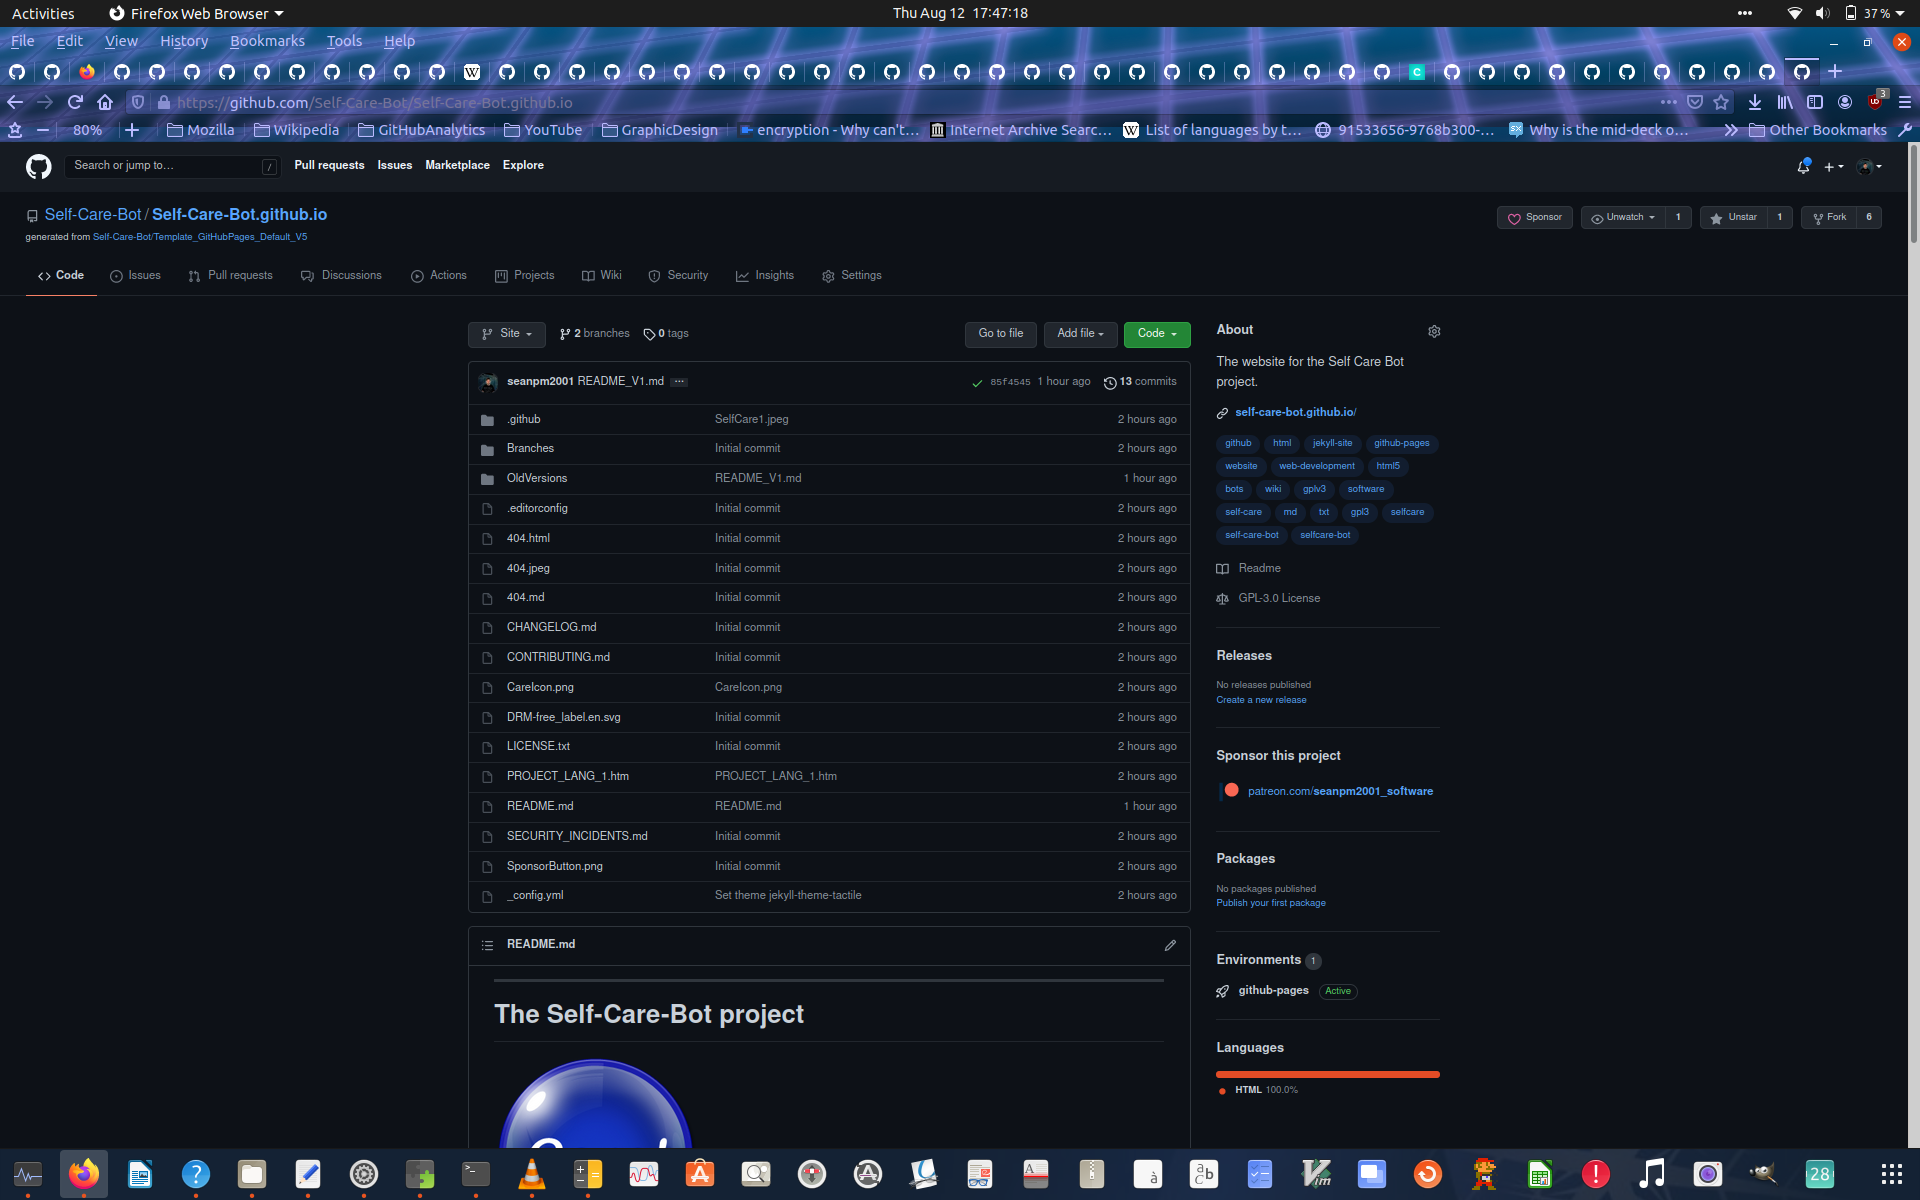 Activities Firefox Web Browser Thu Aug 12 17:47:18 37 %
File Edit View History Bookmarks Tools Help
https://github.com/Self-Care-Bot/Self-Care-Bot.github.io 3
80% Mozilla Wikipedia GitHubAnalytics YouTube GraphicDesign encryption - Why can't… Internet Archive Searc… List of languages by t… 91533656-9768b300-… Why is the mid-deck o… Other Bookmarks
Search or jump to… / Pull requests Issues Marketplace Explore
Self-Care-Bot / Self-Care-Bot.github.io Sponsor Unwatch 1 Unstar 1 Fork 6
generated from Self-Care-Bot/Template_GitHubPages_Default_V5
Code Issues Pull requests Discussions Actions Projects Wiki Security Insights Settings
Site 2 branches 0 tags Go to file Add file Code
seanpm2001 README_V1.md ··· 85f4545 1 hour ago 13 commits
.github SelfCare1.jpeg 2 hours ago
Branches Initial commit 2 hours ago
OldVersions README_V1.md 1 hour ago
.editorconfig Initial commit 2 hours ago
404.html Initial commit 2 hours ago
404.jpeg Initial commit 2 hours ago
404.md Initial commit 2 hours ago
CHANGELOG.md Initial commit 2 hours ago
CONTRIBUTING.md Initial commit 2 hours ago
CareIcon.png CareIcon.png 2 hours ago
DRM-free_label.en.svg Initial commit 2 hours ago
LICENSE.txt Initial commit 2 hours ago
PROJECT_LANG_1.htm PROJECT_LANG_1.htm 2 hours ago
README.md README.md 1 hour ago
SECURITY_INCIDENTS.md Initial commit 2 hours ago
SponsorButton.png Initial commit 2 hours ago
_config.yml Set theme jekyll-theme-tactile 2 hours ago
README.md
The Self-Care-Bot project
About
The website for the Self Care Bot
project.
self-care-bot.github.io/
github html jekyll-site github-pages
website web-development html5
bots wiki gplv3 software
self-care md txt gpl3 selfcare
self-care-bot selfcare-bot
Readme
GPL-3.0 License
Releases
No releases published
Create a new release
Sponsor this project
patreon.com/seanpm2001_software
Packages
No packages published
Publish your first package
Environments 1
github-pages Active
Languages
HTML 100.0%
28